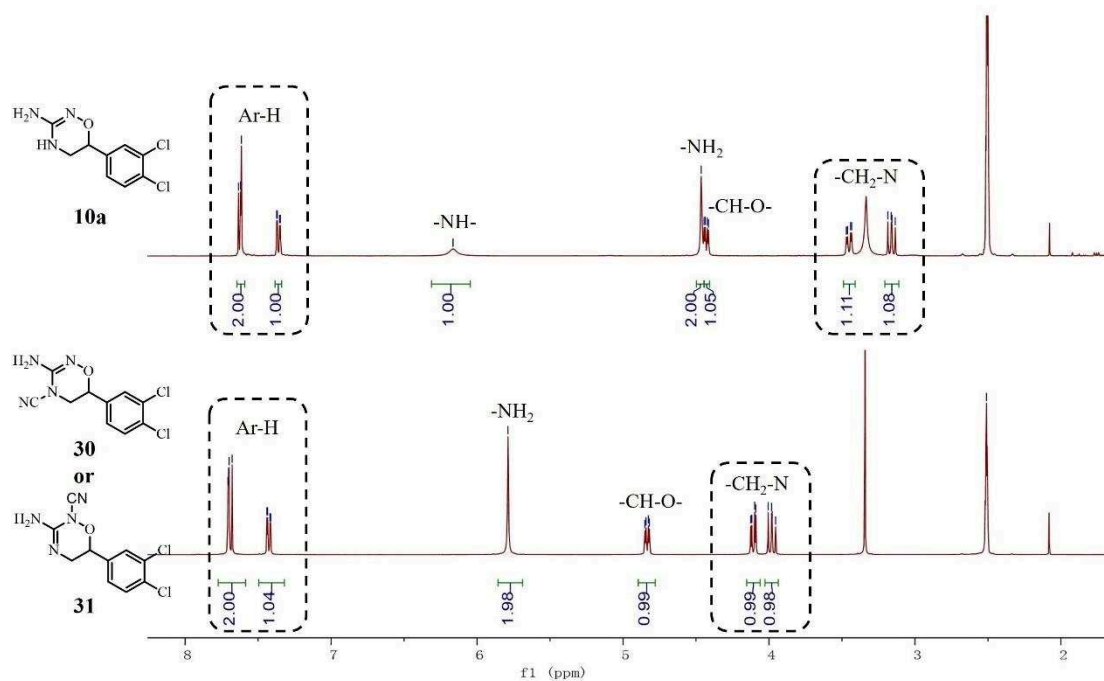 H₂N N O
HN
Cl
Cl
10a
Ar-H
-NH-
-NH₂
-CH-O-
-CH₂-N
2.00
1.00
1.00
2.00
1.05
1.11
1.08
H₂N N O
N
NC
Cl
Cl
30
or
CN
H₂N N O
N
Cl
Cl
31
Ar-H
-NH₂
-CH-O-
-CH₂-N
2.00
1.04
1.98
0.99
0.99
0.98
8 7 6 5 4 3 2
f1 (ppm)